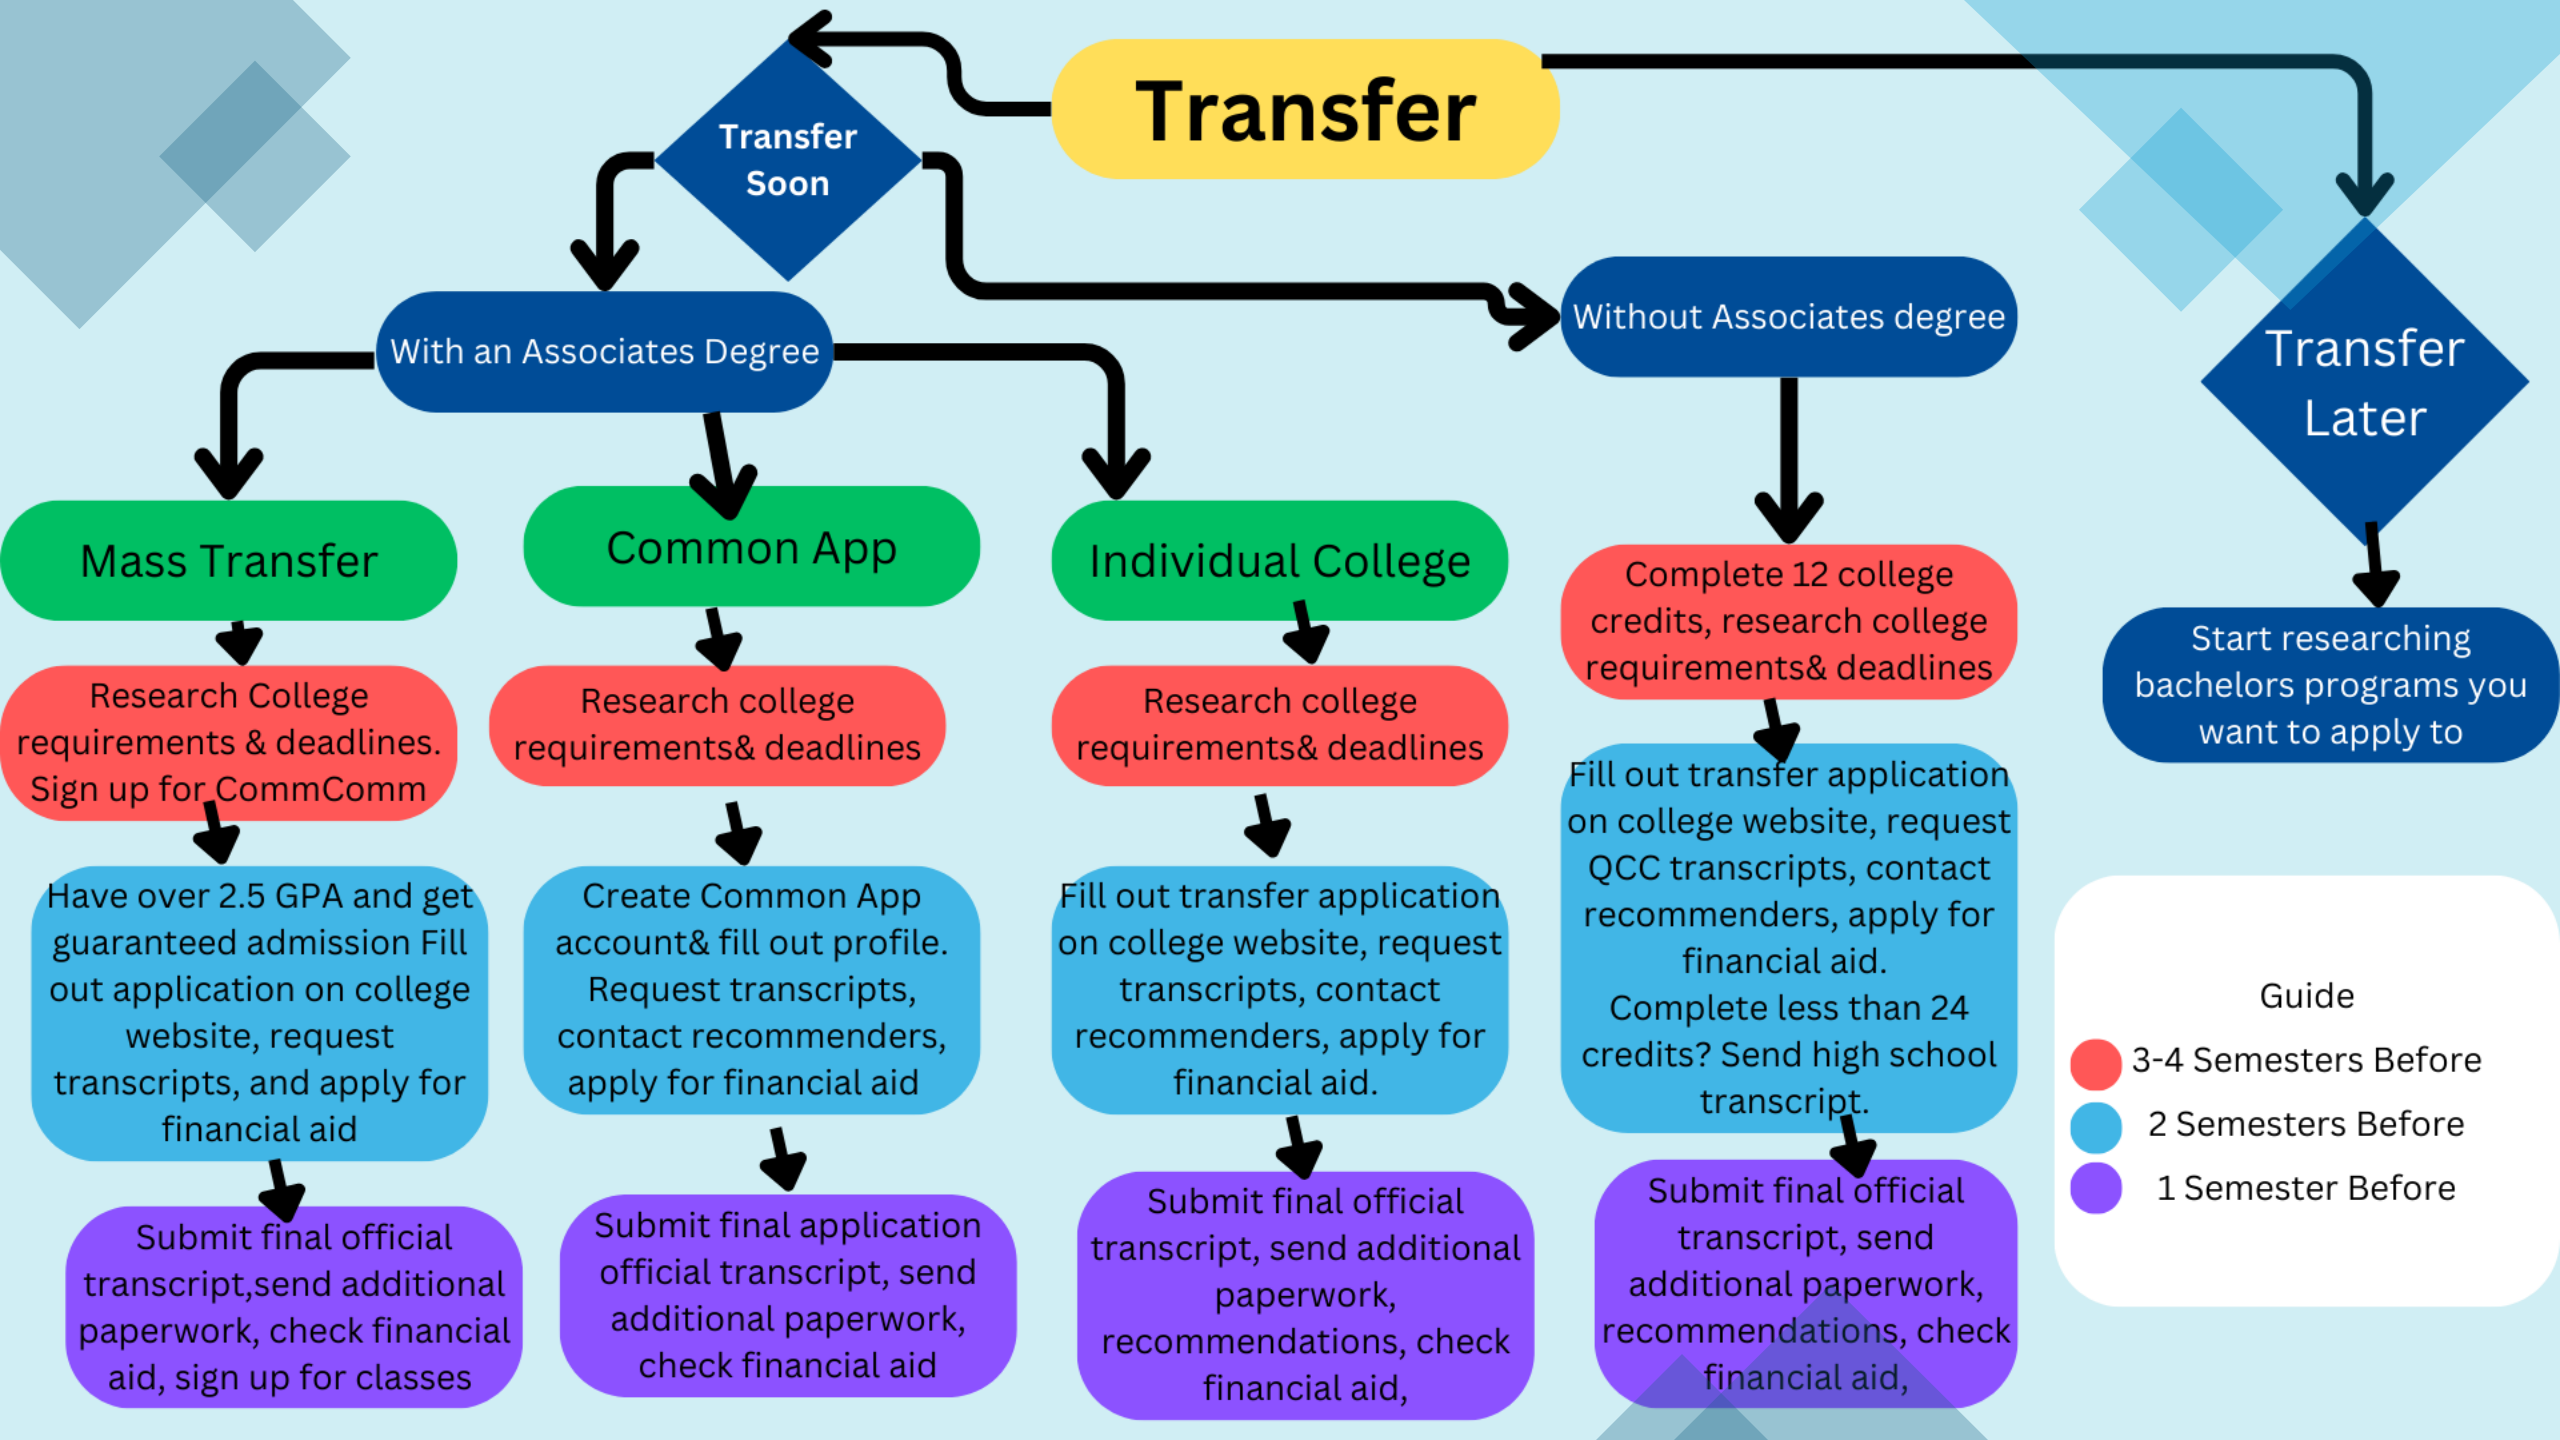 Transfer
Transfer
Soon
With an Associates Degree
Without Associates degree
Transfer
Later
Mass Transfer
Common App
Individual College
Complete 12 college
credits, research college
requirements& deadlines
Start researching
bachelors programs you
want to apply to
Research College
requirements & deadlines.
Sign up for CommComm
Research college
requirements& deadlines
Research college
requirements& deadlines
Have over 2.5 GPA and get
guaranteed admission Fill
out application on college
website, request
transcripts, and apply for
financial aid
Create Common App
account& fill out profile.
Request transcripts,
contact recommenders,
apply for financial aid
Fill out transfer application
on college website, request
transcripts, contact
recommenders, apply for
financial aid.
Fill out transfer application
on college website, request
QCC transcripts, contact
recommenders, apply for
financial aid.
Complete less than 24
credits? Send high school
transcript.
Submit final official
transcript,send additional
paperwork, check financial
aid, sign up for classes
Submit final application
official transcript, send
additional paperwork,
check financial aid
Submit final official
transcript, send additional
paperwork,
recommendations, check
financial aid,
Submit final official
transcript, send
additional paperwork,
recommendations, check
financial aid,
Guide
3-4 Semesters Before
2 Semesters Before
1 Semester Before